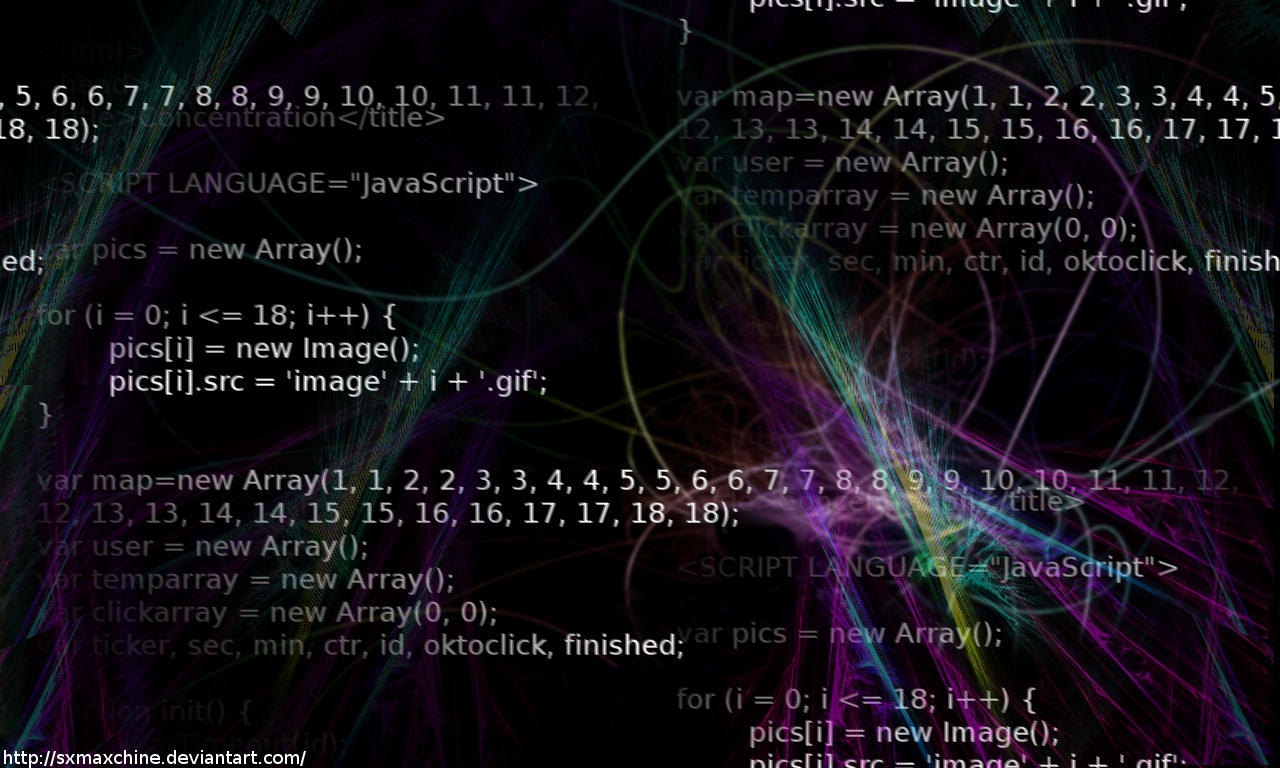 pics[i].src = 'image' + i + '.gif';
}
<html>
<head>
, 5, 6, 6, 7, 7, 8, 8, 9, 9, 10, 10, 11, 11, 12,
18, 18);
Concentration</title>
<SCRIPT LANGUAGE="JavaScript">
var pics = new Array();
ed;
for (i = 0; i <= 18; i++) {
pics[i] = new Image();
pics[i].src = 'image' + i + '.gif';
}
var map=new Array(1, 1, 2, 2, 3, 3, 4, 4, 5, 5, 6, 6, 7, 7, 8, 8, 9, 9, 10, 10, 11, 11, 12,
12, 13, 13, 14, 14, 15, 15, 16, 16, 17, 17, 18, 18);
var user = new Array();
var temparray = new Array();
var clickarray = new Array(0, 0);
var ticker, sec, min, ctr, id, oktoclick, finished;
function init() {
(id);
var map=new Array(1, 1, 2, 2, 3, 3, 4, 4, 5
12, 13, 13, 14, 14, 15, 15, 16, 16, 17, 17, 1
var user = new Array();
var temparray = new Array();
var clickarray = new Array(0, 0);
var ticker, sec, min, ctr, id, oktoclick, finish
{
(id);
</title>
<SCRIPT LANGUAGE="JavaScript">
var pics = new Array();
for (i = 0; i <= 18; i++) {
pics[i] = new Image();
pics[i].src = 'image' + i + '.gif';
http://sxmaxchine.deviantart.com/